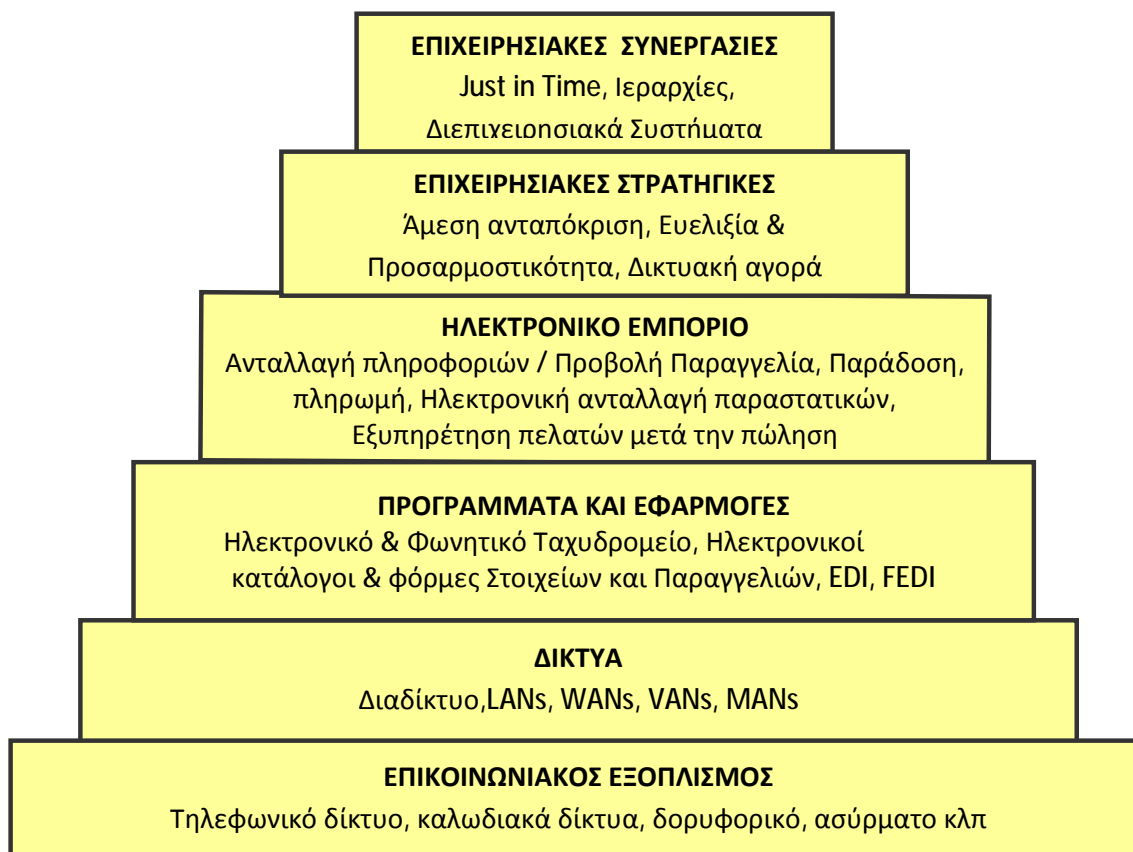 ΕΠΙΧΕΙΡΗΣΙΑΚΕΣ ΣΥΝΕΡΓΑΣΙΕΣ
Just in Time, Ιεραρχίες,
Διεπιχειρησιακά Συστήματα
ΕΠΙΧΕΙΡΗΣΙΑΚΕΣ ΣΤΡΑΤΗΓΙΚΕΣ
Άμεση ανταπόκριση, Ευελιξία &
Προσαρμοστικότητα, Δικτυακή αγορά
ΗΛΕΚΤΡΟΝΙΚΟ ΕΜΠΟΡΙΟ
Ανταλλαγή πληροφοριών / Προβολή Παραγγελία, Παράδοση,
πληρωμή, Ηλεκτρονική ανταλλαγή παραστατικών,
Εξυπηρέτηση πελατών μετά την πώληση
ΠΡΟΓΡΑΜΜΑΤΑ ΚΑΙ ΕΦΑΡΜΟΓΕΣ
Ηλεκτρονικό & Φωνητικό Ταχυδρομείο, Ηλεκτρονικοί
κατάλογοι & φόρμες Στοιχείων και Παραγγελιών, EDI, FEDI
ΔΙΚΤΥΑ
Διαδίκτυο,LANs, WANs, VANs, MANs
ΕΠΙΚΟΙΝΩΝΙΑΚΟΣ ΕΞΟΠΛΙΣΜΟΣ
Τηλεφωνικό δίκτυο, καλωδιακά δίκτυα, δορυφορικό, ασύρματο κλπ